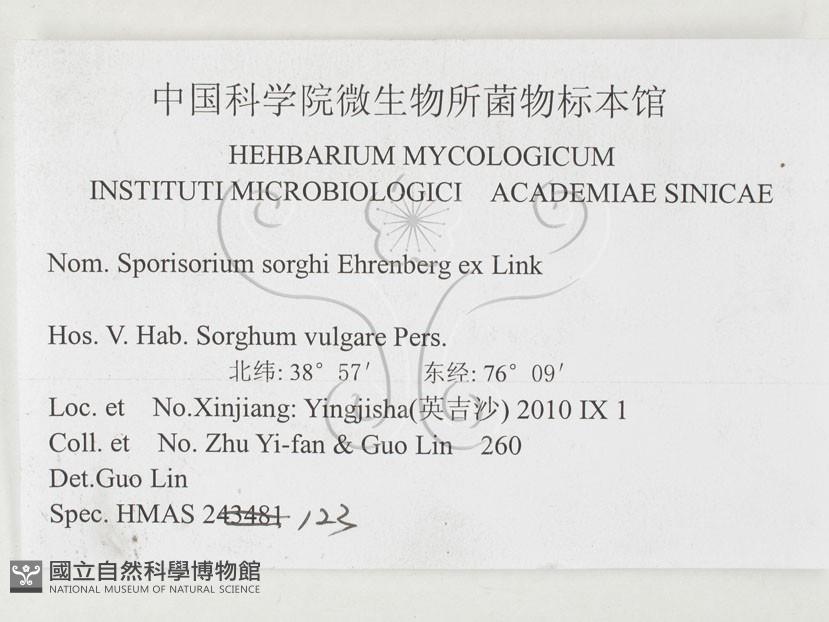 中国科学院微生物所菌物标本馆
HEHBARIUM MYCOLOGICUM
INSTITUTI MICROBIOLOGICI ACADEMIAE SINICAE
Nom. Sporisorium sorghi Ehrenberg ex Link
Hos. V. Hab. Sorghum vulgare Pers.
北纬: 38° 57′ 东经: 76° 09′
Loc. et No.Xinjiang: Yingjisha(英吉沙) 2010 IX 1
Coll. et No. Zhu Yi-fan & Guo Lin 260
Det.Guo Lin
Spec. HMAS 243481 123
國立自然科學博物館
NATIONAL MUSEUM OF NATURAL SCIENCE